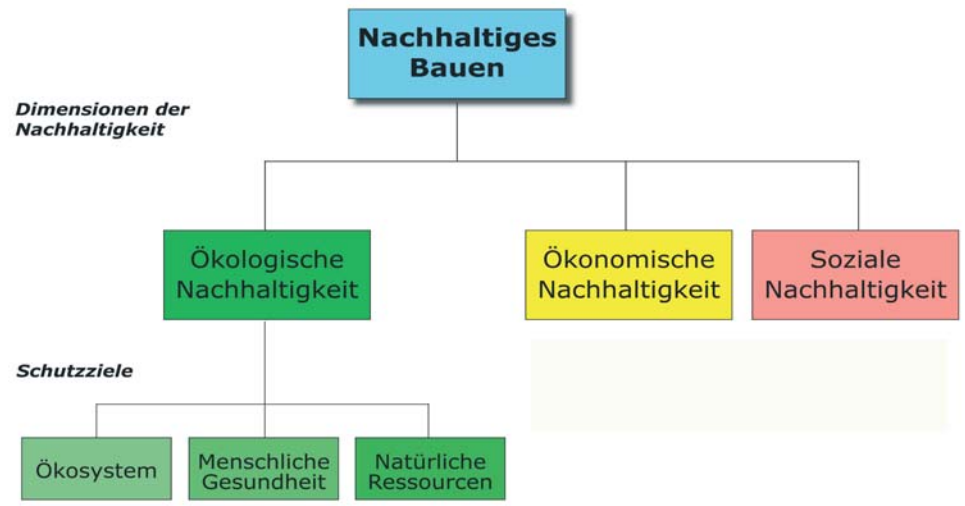 Nachhaltiges
Bauen
Dimensionen der
Nachhaltigkeit
Ökologische
Nachhaltigkeit
Ökonomische
Nachhaltigkeit
Soziale
Nachhaltigkeit
Schutzziele
Ökosystem
Menschliche
Gesundheit
Natürliche
Ressourcen